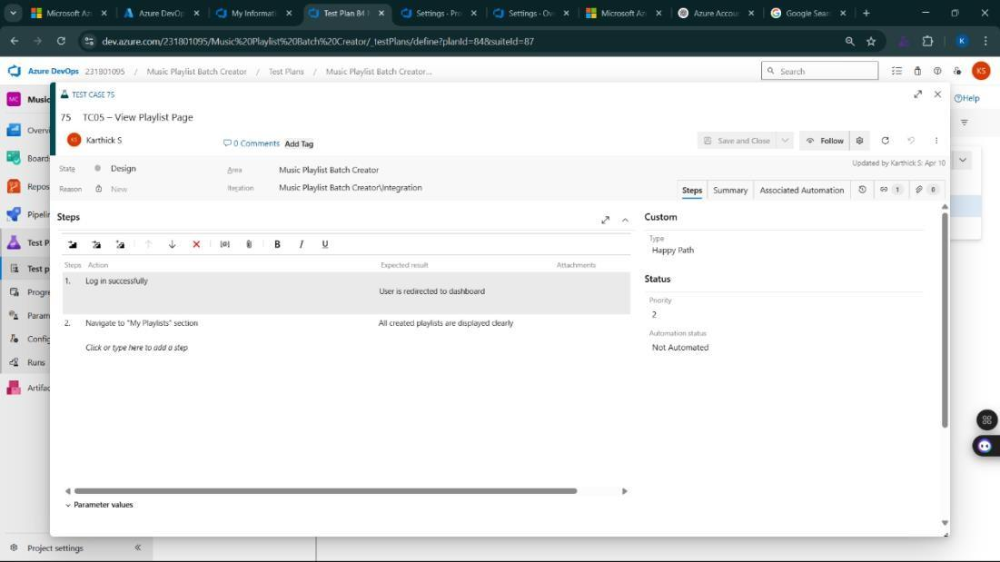 Microsoft Az
Azure DevOp
My Informati
Test Plan 84
Settings - Pro
Settings - Ov
Microsoft Az
Azure Accou
Google Sear
dev.azure.com/231801095/Music%20Playlist%20Batch%20Creator/_testPlans/define?planId=84&suiteId=87
K
Azure DevOps 231801095 / Music Playlist Batch Creator / Test Plans / Music Playlist Batch Creator...
Search
KS
MC Music
Overv
Board
Repos
Pipelin
Test P
Test p
Progre
Param
Config
Runs
Artifac
Project settings
Help
TEST CASE 75
75 TC05 – View Playlist Page
KS Karthick S
0 Comments Add Tag
Save and Close
Follow
State Design
Area Music Playlist Batch Creator
Updated by Karthick S: Apr 10
Reason New
Iteration Music Playlist Batch Creator\Integration
Steps Summary Associated Automation 1 0
Steps
B I U
Steps Action Expected result Attachments
1. Log in successfully
User is redirected to dashboard
2. Navigate to "My Playlists" section All created playlists are displayed clearly
Click or type here to add a step
Parameter values
Custom
Type
Happy Path
Status
Priority
2
Automation status
Not Automated